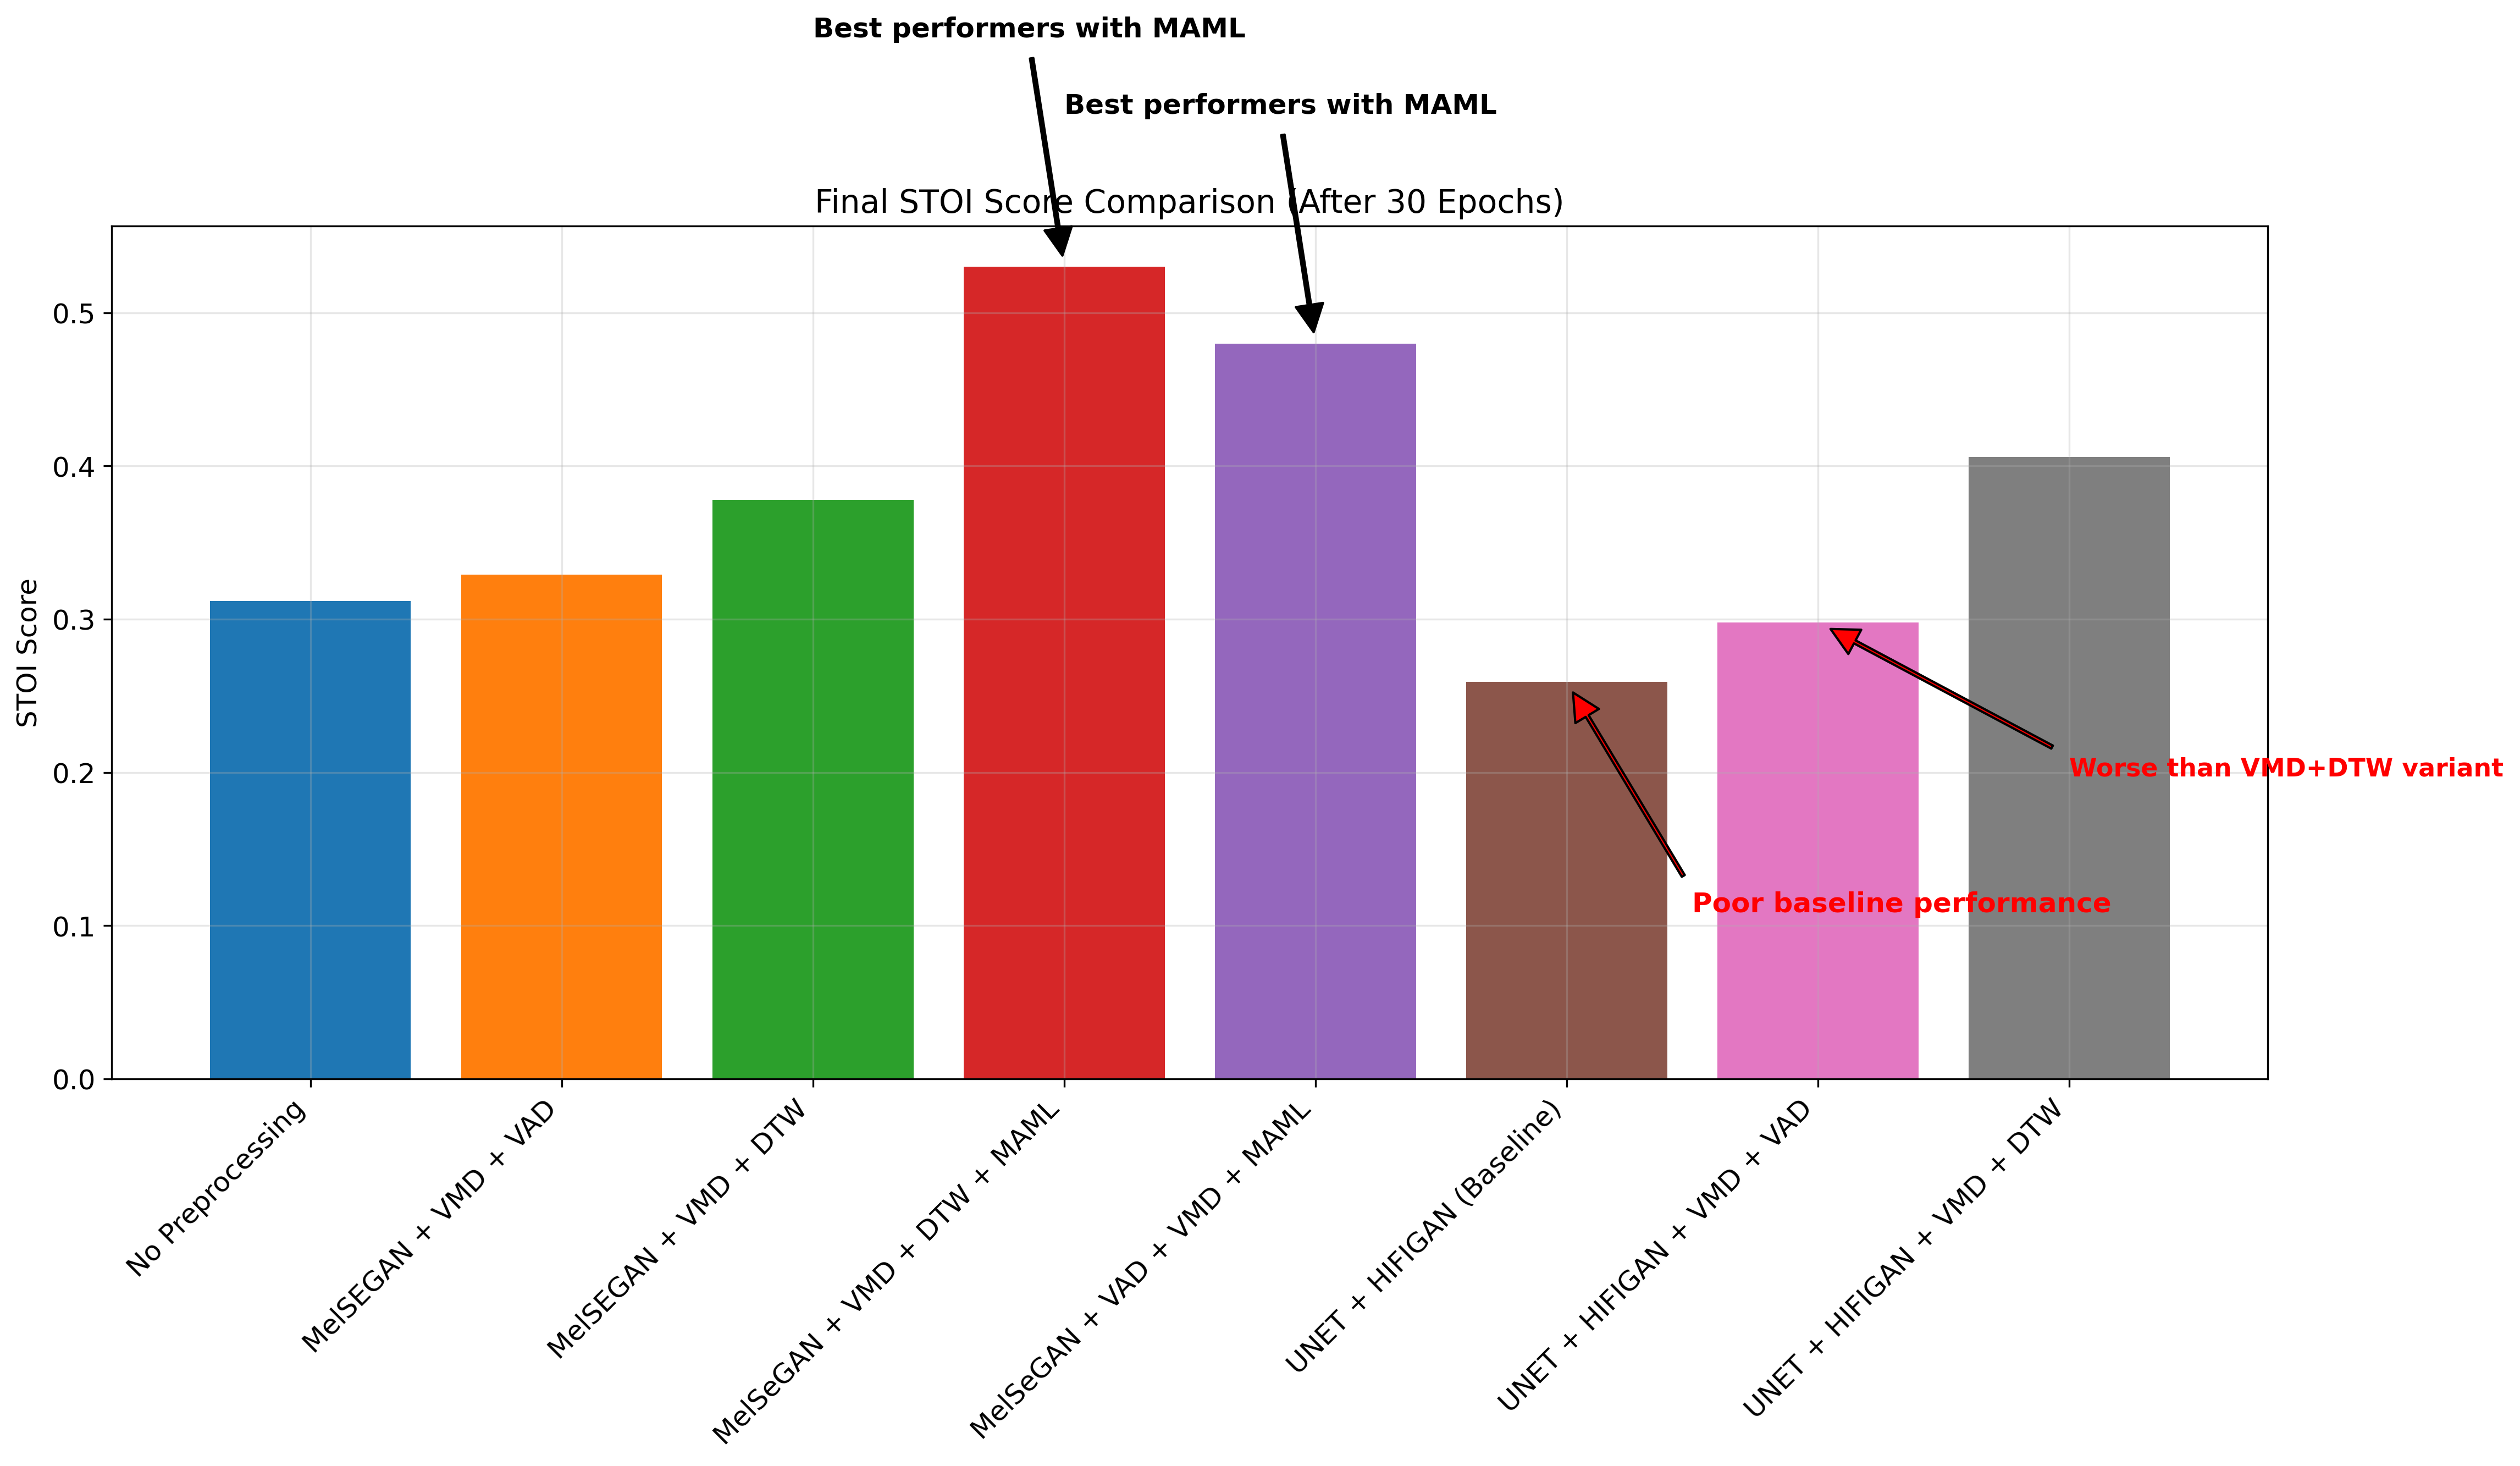 Best performers with MAML
Best performers with MAML
Final STOI Score Comparison (After 30 Epochs)
STOI Score
0.5
0.4
0.3
0.2
0.1
0.0
Worse than VMD+DTW variant
Poor baseline performance
No Preprocessing
MelSEGAN + VMD + VAD
MelSEGAN + VMD + DTW
MelSeGAN + VMD + DTW + MAML
MelSeGAN + VAD + VMD + MAML
UNET + HIFIGAN (Baseline)
UNET + HIFIGAN + VMD + VAD
UNET + HIFIGAN + VMD + DTW